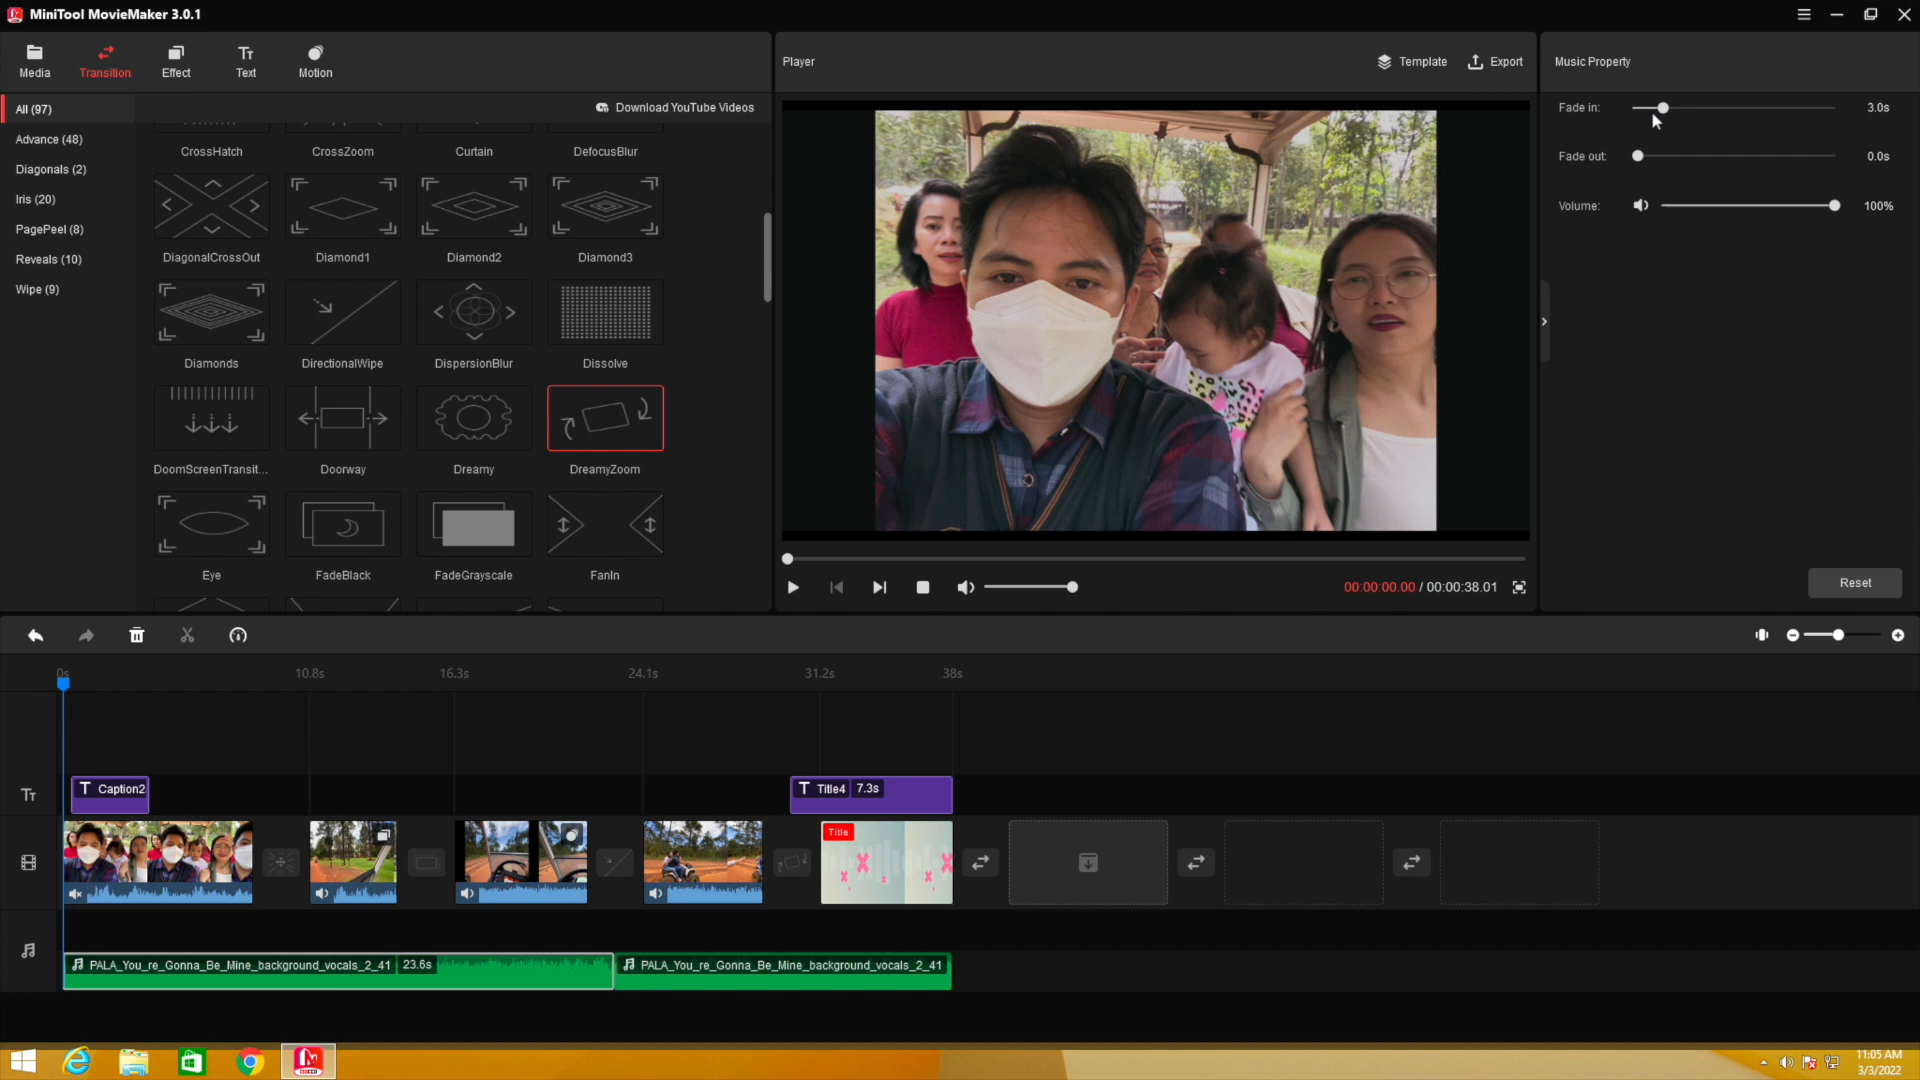 MiniTool MovieMaker 3.0.1
Media
Transition
Effect
Text
Motion
Player
Template
Export
Music Property
All (97)
Advance (48)
Diagonals (2)
Iris (20)
PagePeel (8)
Reveals (10)
Wipe (9)
Download YouTube Videos
CrossHatch
CrossZoom
Curtain
DefocusBlur
DiagonalCrossOut
Diamond1
Diamond2
Diamond3
Diamonds
DirectionalWipe
DispersionBlur
Dissolve
DoomScreenTransit...
Doorway
Dreamy
DreamyZoom
Eye
FadeBlack
FadeGrayscale
FanIn
Fade in:
3.0s
Fade out:
0.0s
Volume:
100%
00:00:00.00 / 00:00:38.01
Reset
0s
10.8s
16.3s
24.1s
31.2s
38s
Caption2
Title4
7.3s
Title
PALA_You_re_Gonna_Be_Mine_background_vocals_2_41
23.6s
PALA_You_re_Gonna_Be_Mine_background_vocals_2_41
11:05 AM
3/3/2022